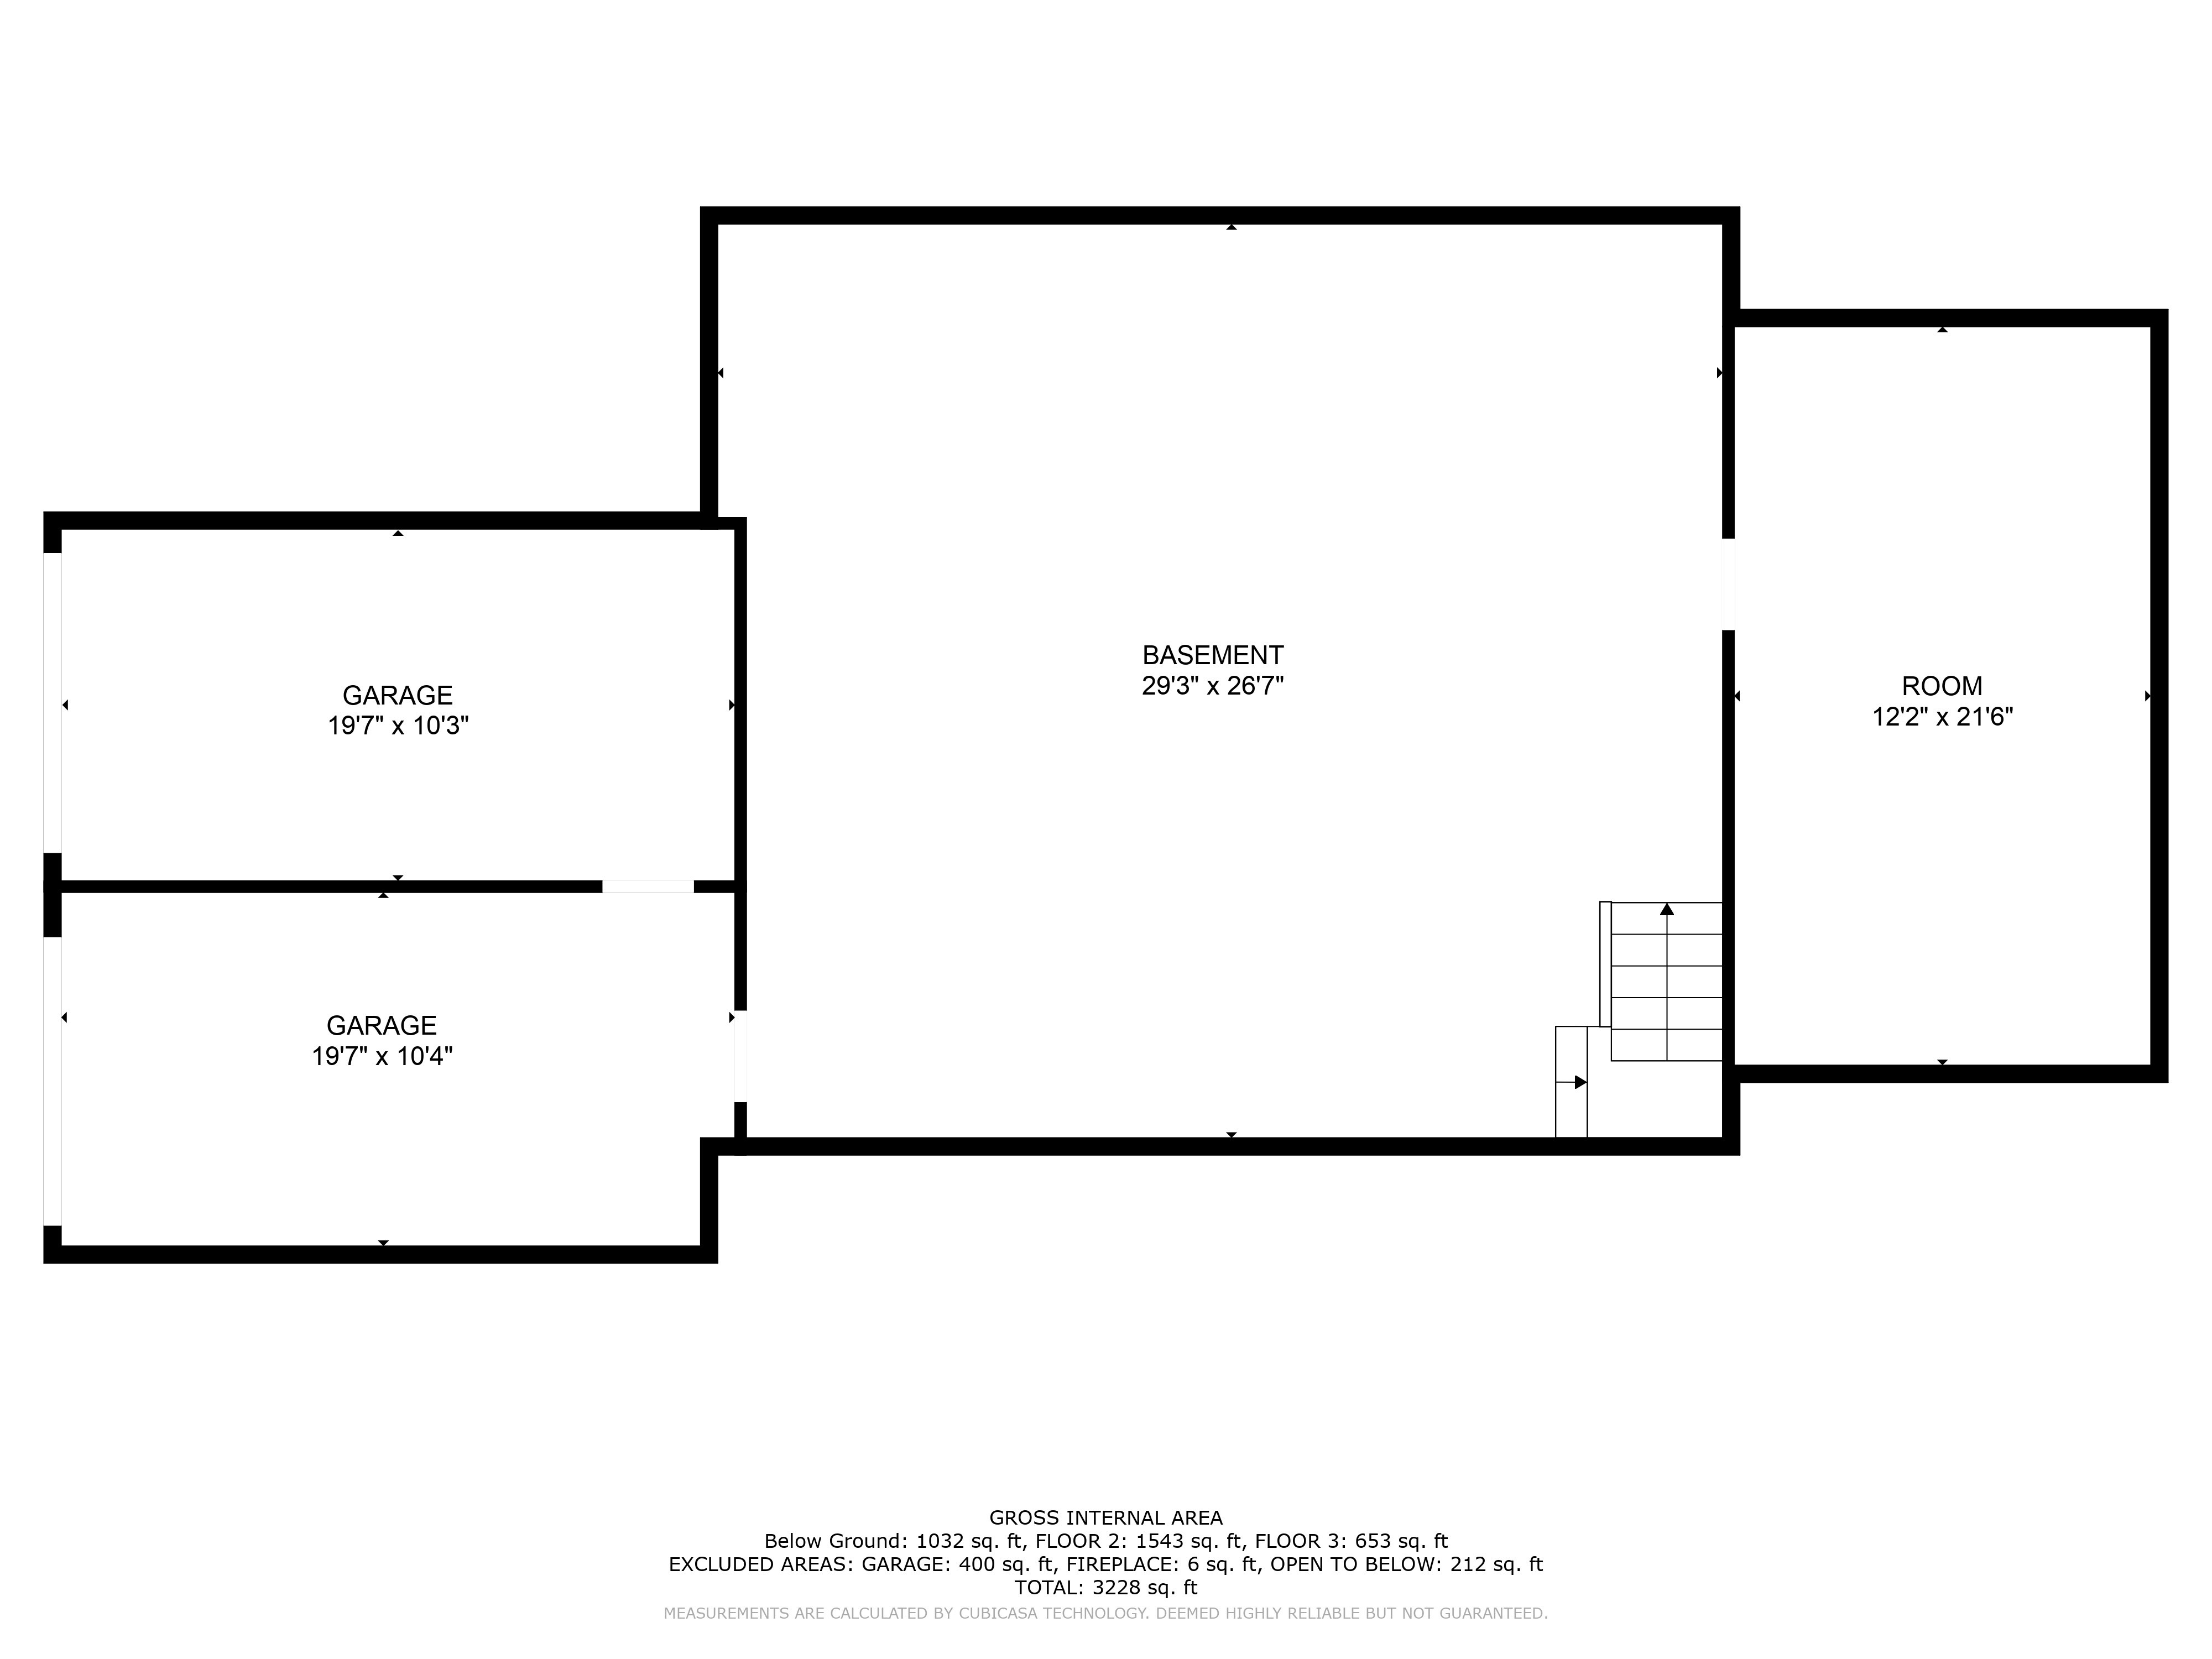 BASEMENT
29'3" x 26'7"
GARAGE
19'7" x 10'3"
ROOM
12'2" x 21'6"
GARAGE
19'7" x 10'4"
GROSS INTERNAL AREA
Below Ground: 1032 sq. ft, FLOOR 2: 1543 sq. ft, FLOOR 3: 653 sq. ft
EXCLUDED AREAS: GARAGE: 400 sq. ft, FIREPLACE: 6 sq. ft, OPEN TO BELOW: 212 sq. ft
TOTAL: 3228 sq. ft
MEASUREMENTS ARE CALCULATED BY CUBICASA TECHNOLOGY. DEEMED HIGHLY RELIABLE BUT NOT GUARANTEED.